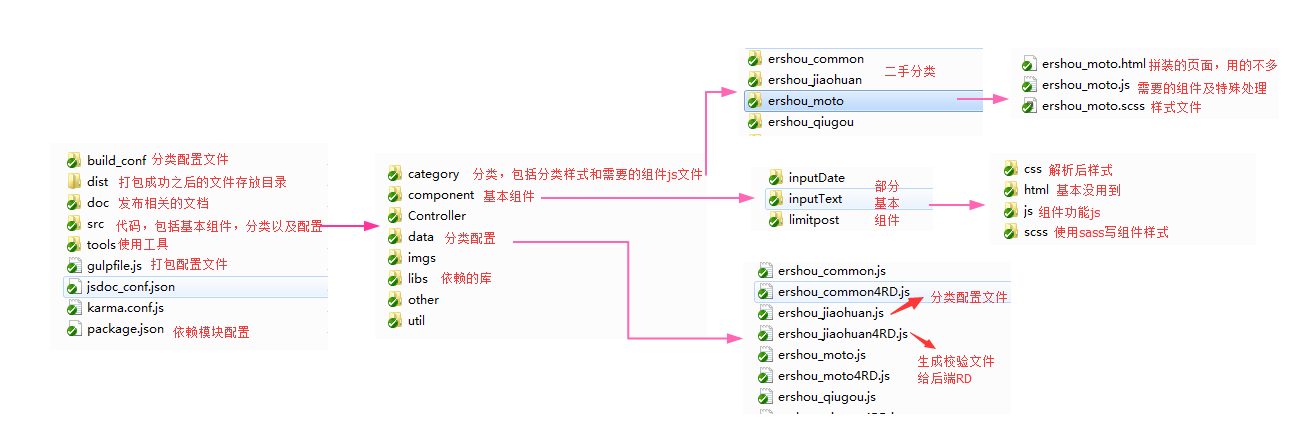 build_conf 分类配置文件
dist 打包成功之后的文件存放目录
doc 发布相关的文档
src 代码，包括基本组件，分类以及配置
tools 使用工具
gulpfile.js 打包配置文件
jsdoc_conf.json
karma.conf.js
package.json 依赖模块配置
category 分类，包括分类样式和需要的组件js文件
component 基本组件
Controller
data 分类配置
imgs
libs 依赖的库
other
util
ershou_common
ershou_jiaohuan 二手分类
ershou_moto
ershou_qiugou
ershou_moto.html 拼装的页面，用的不多
ershou_moto.js 需要的组件及特殊处理
ershou_moto.scss 样式文件
inputDate 部分
inputText 基本
limitpost 组件
css 解析后样式
html 基本没用到
js 组件功能js
scss 使用sass写组件样式
ershou_common.js
ershou_common4RD.js
分类配置文件
ershou_jiaohuan.js
ershou_jiaohuan4RD.js
ershou_moto.js
生成校验文件
给后端RD
ershou_moto4RD.js
ershou_qiugou.js